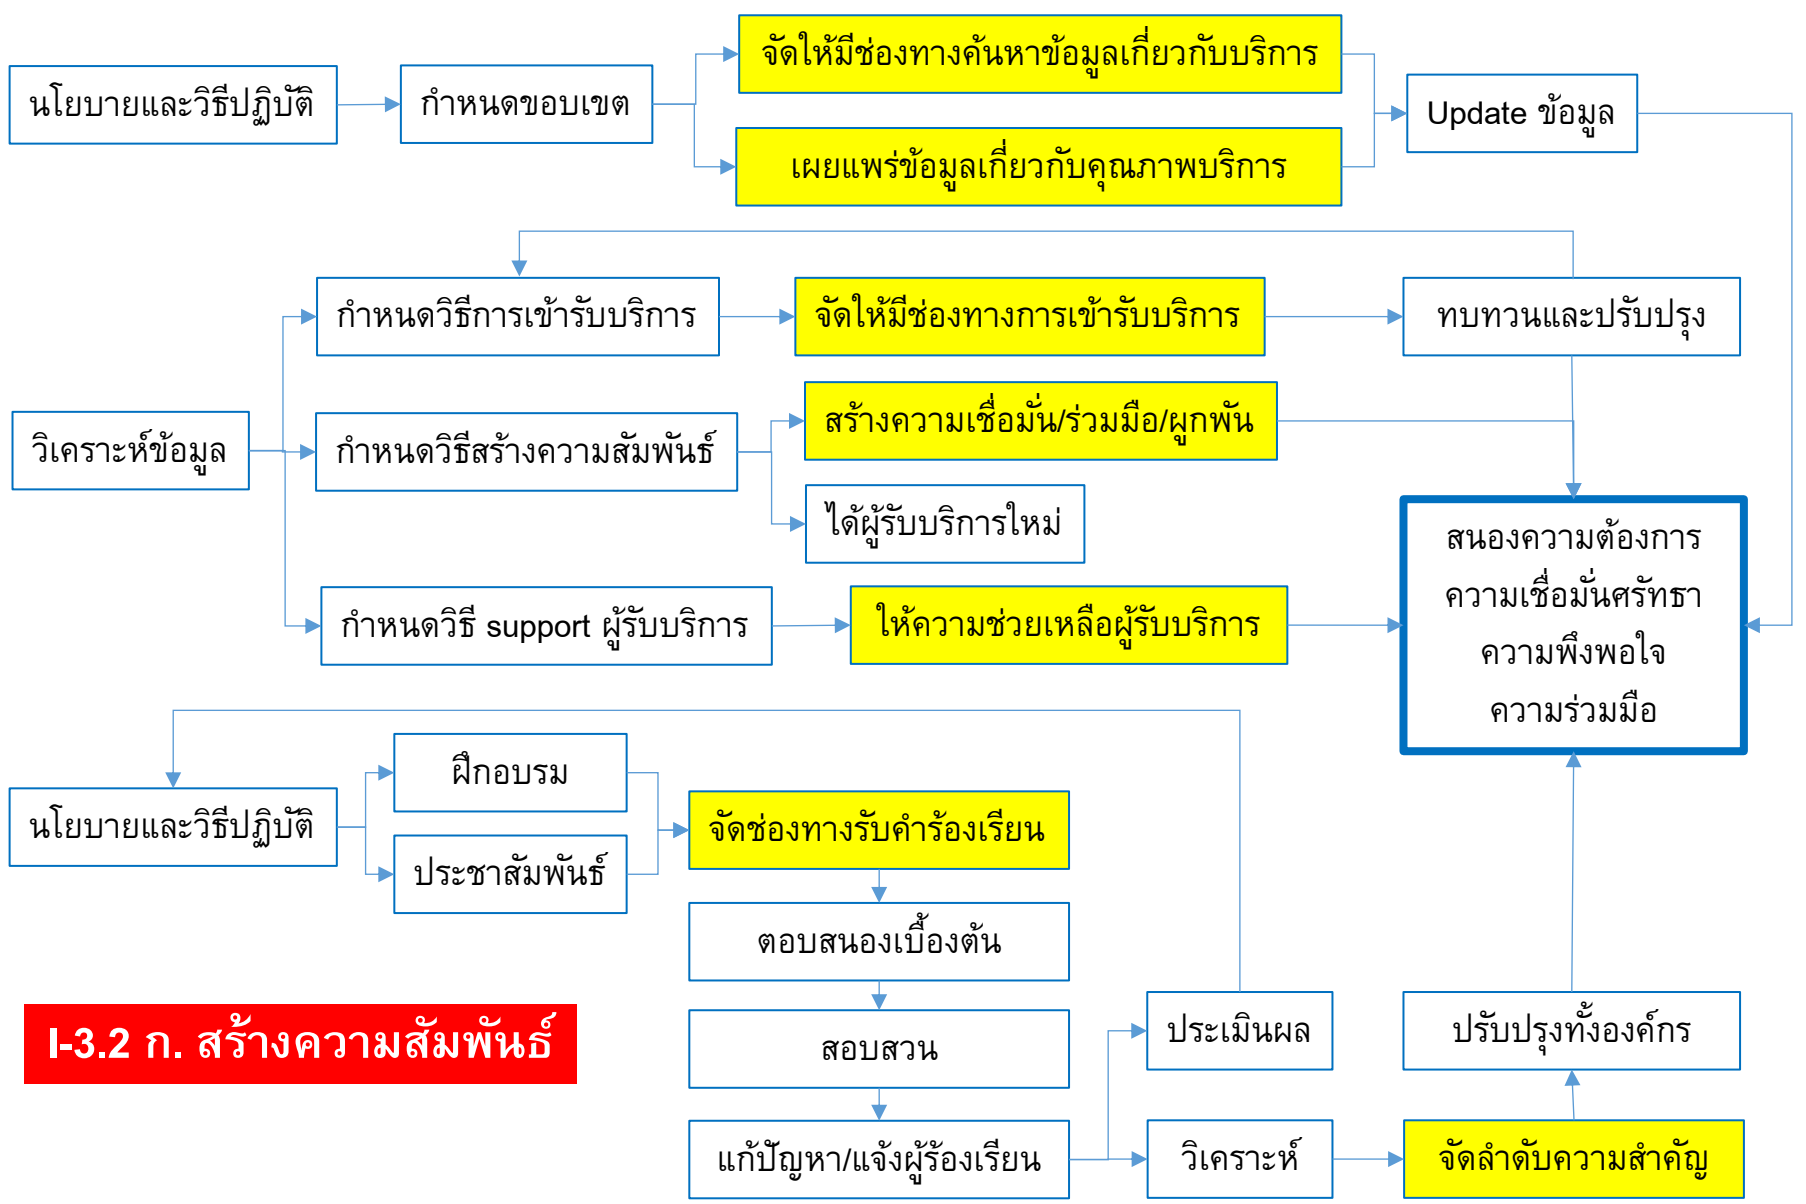 จัดให้มีช่องทางค้นหาข้อมูลเกี่ยวกับบริการ
นโยบายและวิธีปฏิบัติ
กำหนดขอบเขต
Update ข้อมูล
เผยแพร่ข้อมูลเกี่ยวกับคุณภาพบริการ
กำหนดวิธีการเข้ารับบริการ
จัดให้มีช่องทางการเข้ารับบริการ
ทบทวนและปรับปรุง
สร้างความเชื่อมั่น/ร่วมมือ/ผูกพัน
วิเคราะห์ข้อมูล
กำหนดวิธีสร้างความสัมพันธ์
ได้ผู้รับบริการใหม่
กำหนดวิธี support ผู้รับบริการ
ให้ความช่วยเหลือผู้รับบริการ
สนองความต้องการ
ความเชื่อมั่นศรัทธา
ความพึงพอใจ
ความร่วมมือ
ฝึกอบรม
นโยบายและวิธีปฏิบัติ
จัดช่องทางรับคำร้องเรียน
ประชาสัมพันธ์
ตอบสนองเบื้องต้น
I-3.2 ก. สร้างความสัมพันธ์
สอบสวน
ประเมินผล
ปรับปรุงทั้งองค์กร
แก้ปัญหา/แจ้งผู้ร้องเรียน
วิเคราะห์
จัดลำดับความสำคัญ